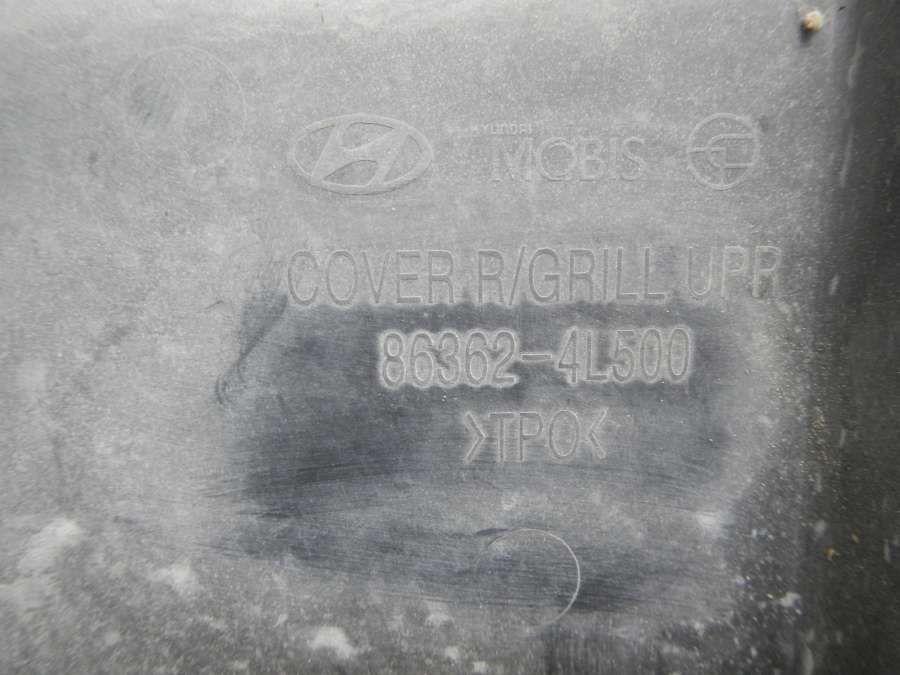 HYUNDAI
MOBIS
COVER R/GRILL UPR
86362-4L500
>TPO<